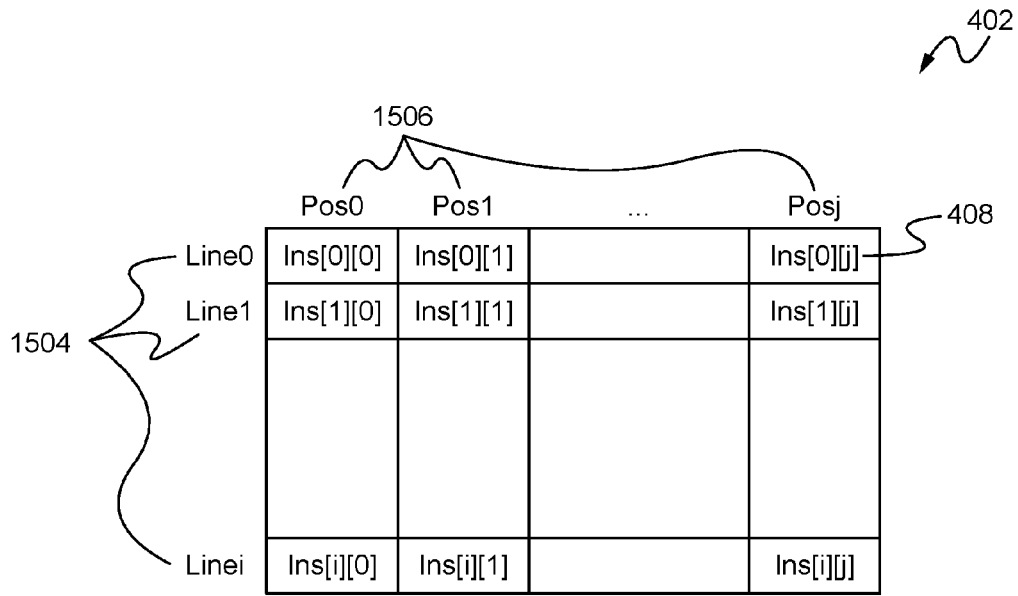 402
1506
Pos0 Pos1 ... Posj
408
Line0 Ins[0][0] Ins[0][1] Ins[0][j]
Line1 Ins[1][0] Ins[1][1] Ins[1][j]
1504
Linei Ins[i][0] Ins[i][1] Ins[i][j]